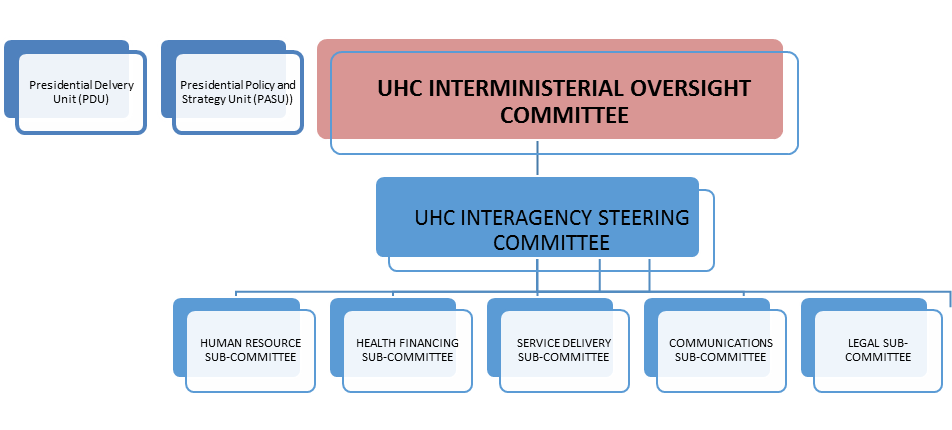 Presidential Delvery
Unit (PDU)
Presidential Policy and
Strategy Unit (PASU))
UHC INTERMINISTERIAL OVERSIGHT
COMMITTEE
UHC INTERAGENCY STEERING
COMMITTEE
HUMAN RESOURCE
SUB-COMMITTEE
HEALTH FINANCING
SUB-COMMITTEE
SERVICE DELIVERY
SUB-COMMITTEE
COMMUNICATIONS
SUB-COMMITTEE
LEGAL SUB-
COMMITTEE